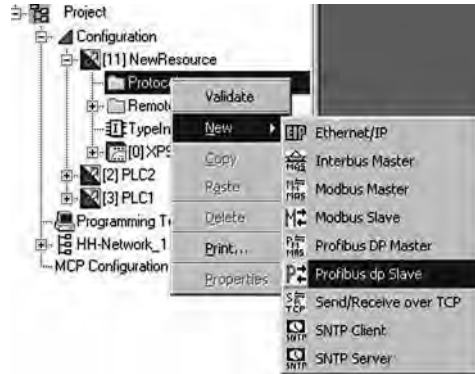 Project
Configuration
[11] NewResource
Protoc
Remot
TypeIn
[0] XPS
[2] PLC2
[3] PLC1
Programming T
HH-Network_1
MCP Configuration
Validate
New
Copy
Paste
Delete
Print...
Properties
Ethernet/IP
Interbus Master
Modbus Master
Modbus Slave
Profibus DP Master
Profibus dp Slave
Send/Receive over TCP
SNTP Client
SNTP Server